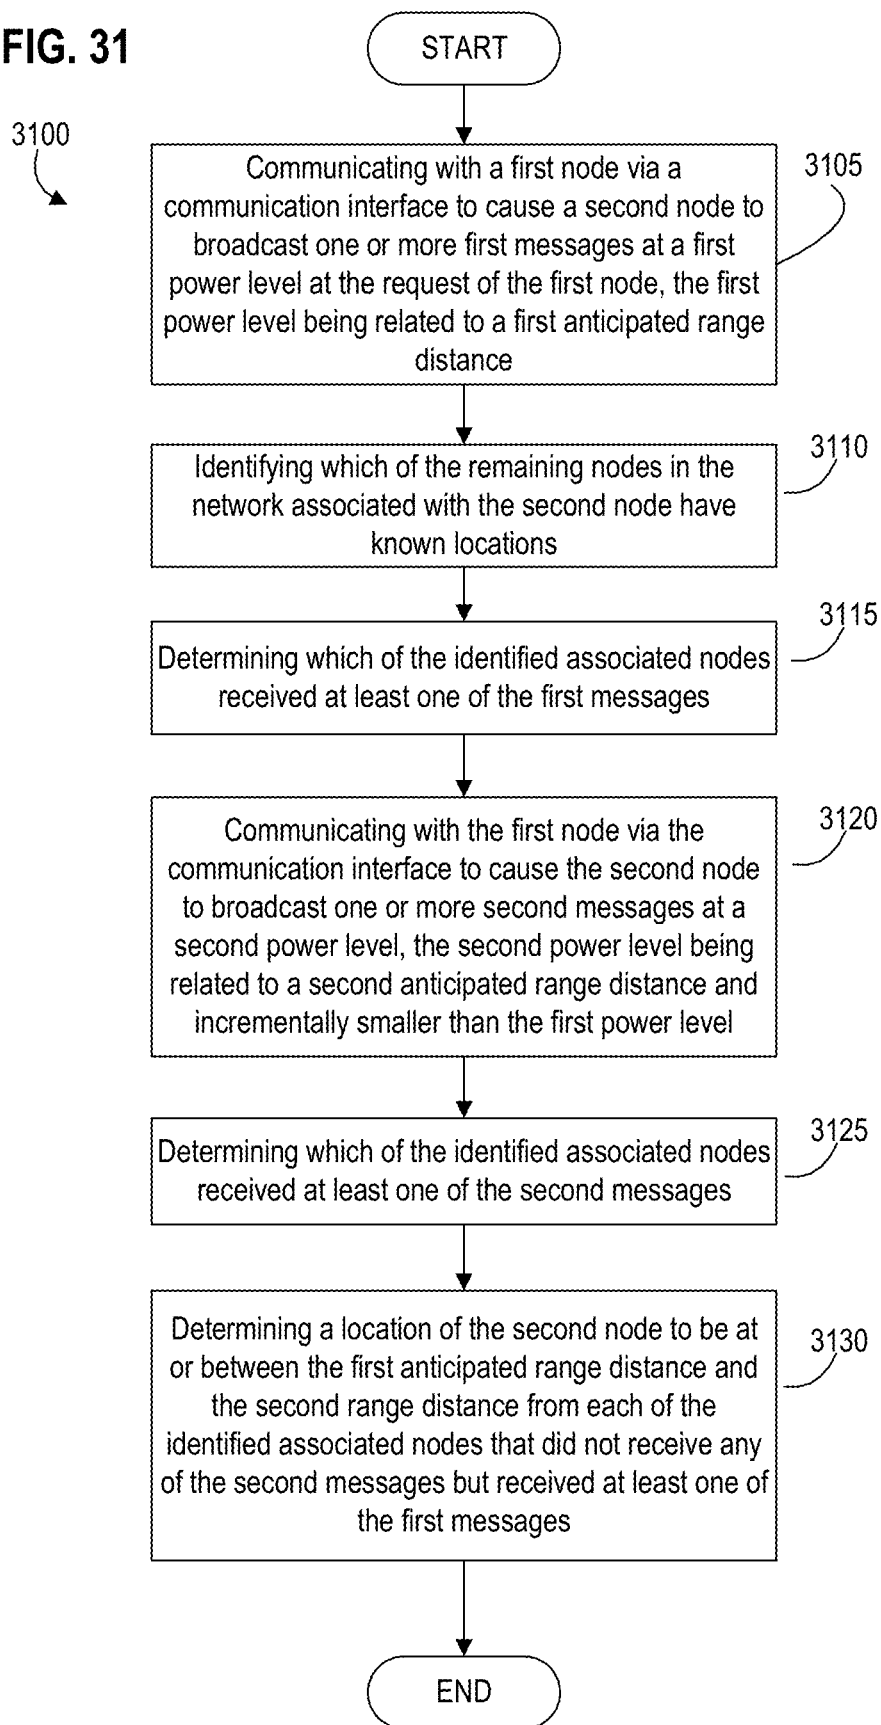 FIG. 31
START
3100
3105
Communicating with a first node via a
communication interface to cause a second node to
broadcast one or more first messages at a first
power level at the request of the first node, the first
power level being related to a first anticipated range
distance
3110
Identifying which of the remaining nodes in the
network associated with the second node have
known locations
3115
Determining which of the identified associated nodes
received at least one of the first messages
3120
Communicating with the first node via the
communication interface to cause the second node
to broadcast one or more second messages at a
second power level, the second power level being
related to a second anticipated range distance and
incrementally smaller than the first power level
3125
Determining which of the identified associated nodes
received at least one of the second messages
3130
Determining a location of the second node to be at
or between the first anticipated range distance and
the second range distance from each of the
identified associated nodes that did not receive any
of the second messages but received at least one of
the first messages
END